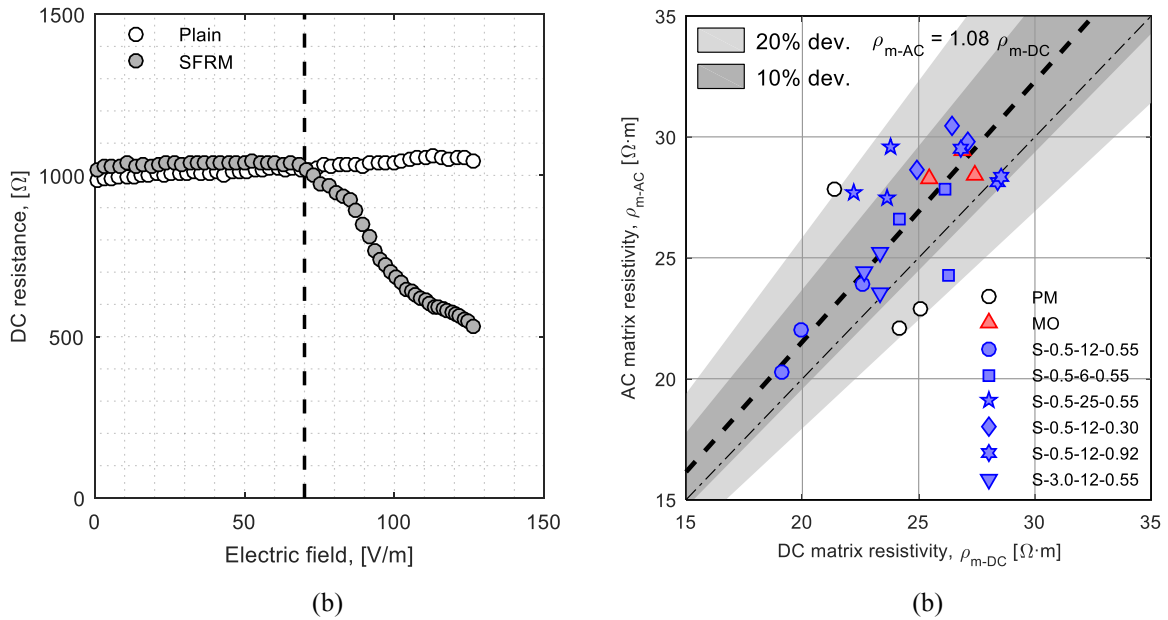 1500
1000
500
0
DC resistance, [Ω]
Plain
SFRM
0
50
100
150
Electric field, [V/m]
(b)
35
30
25
20
15
AC matrix resistivity, ρm-AC [Ω·m]
20% dev.
10% dev.
ρm-AC = 1.08 ρm-DC
PM
MO
S-0.5-12-0.55
S-0.5-6-0.55
S-0.5-25-0.55
S-0.5-12-0.30
S-0.5-12-0.92
S-3.0-12-0.55
15
20
25
30
35
DC matrix resistivity, ρm-DC [Ω·m]
(b)